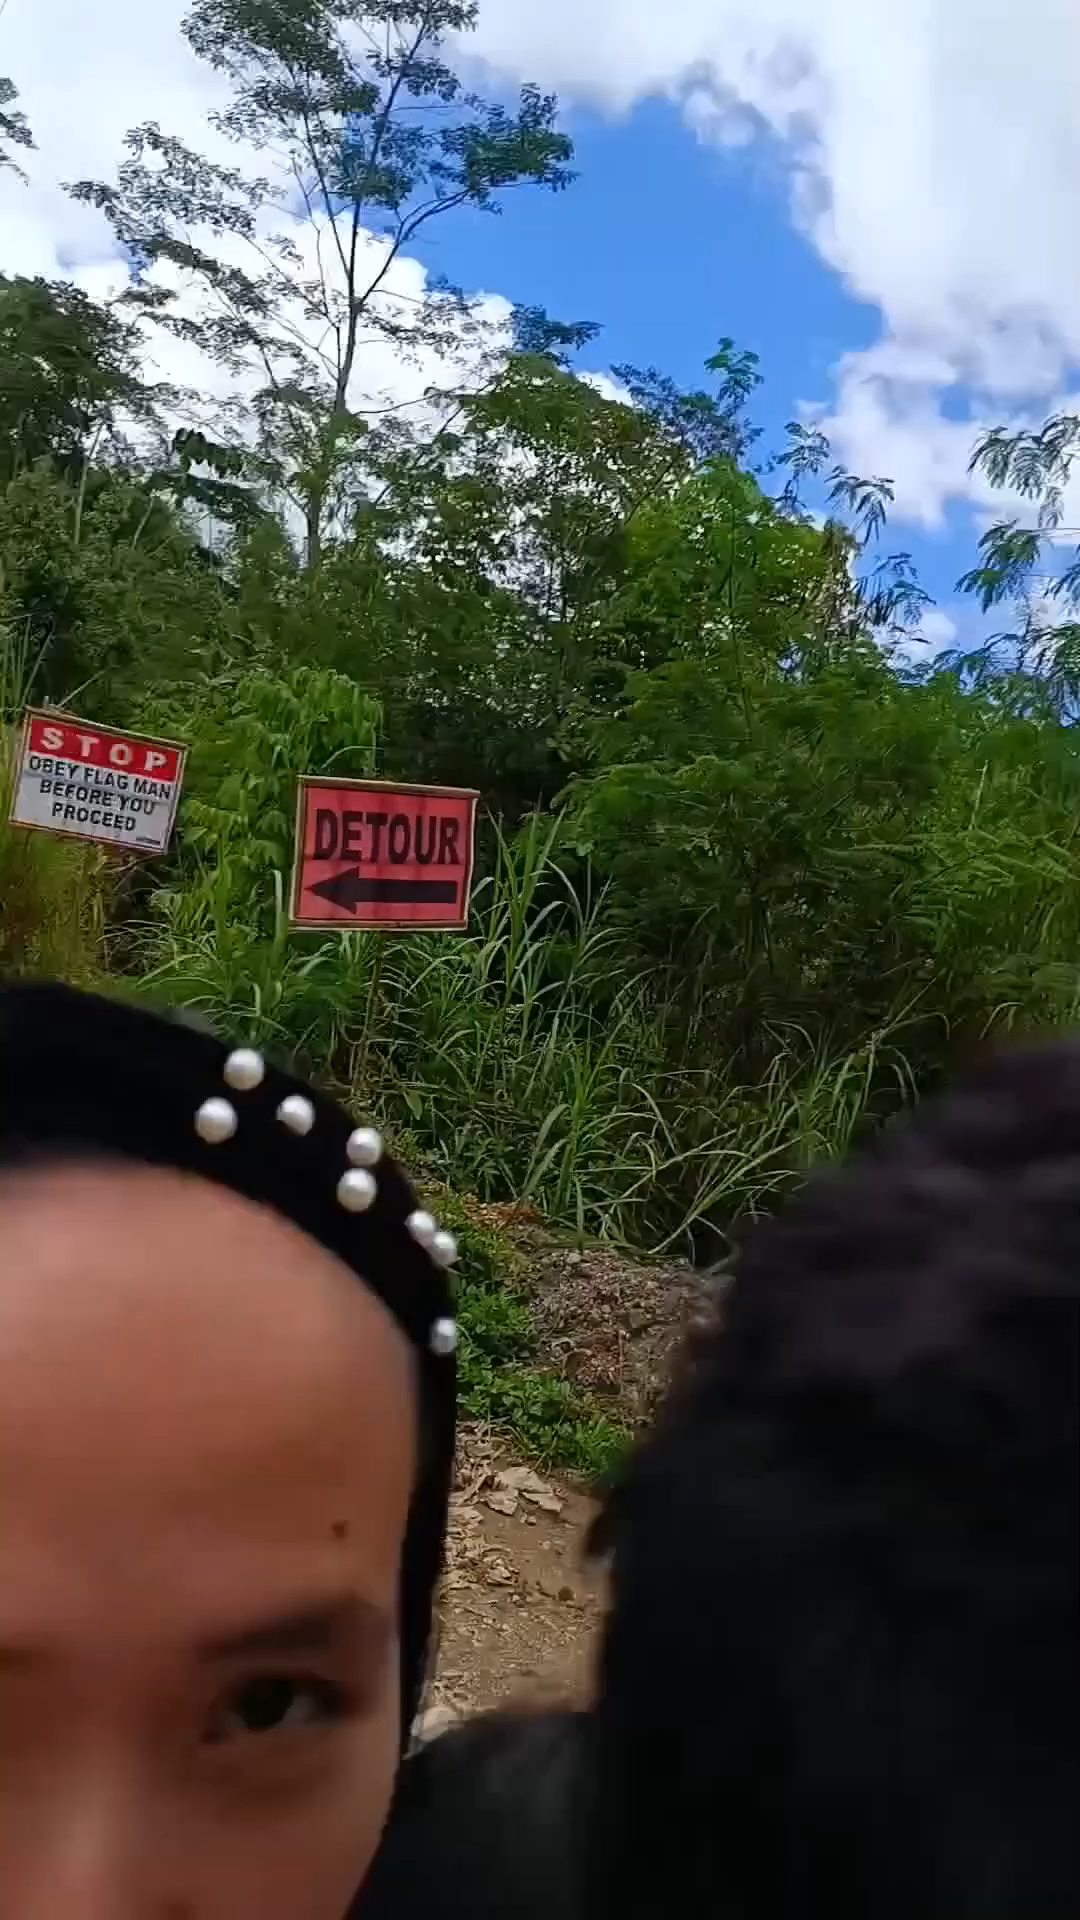 STOP
OBEY FLAG MAN
BEFORE YOU
PROCEED
DETOUR